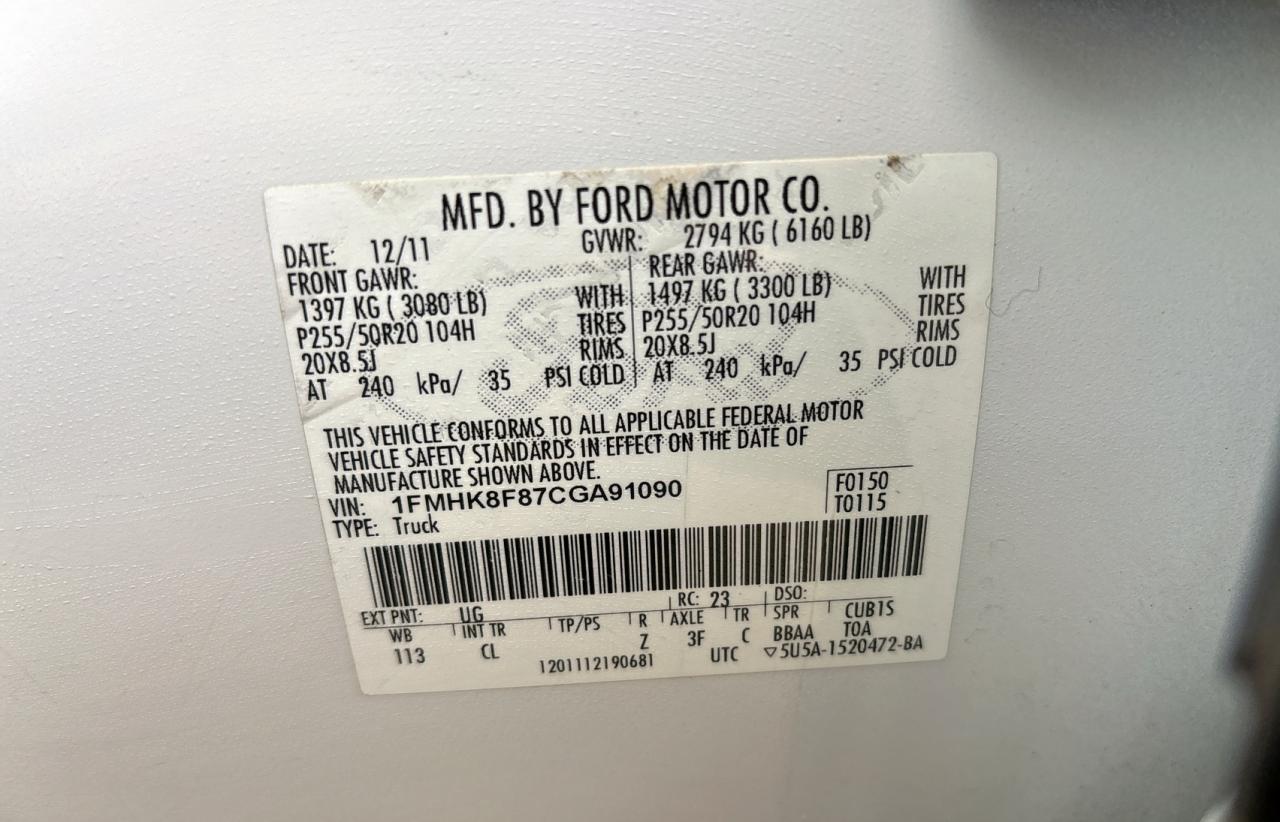 MFD. BY FORD MOTOR CO.
DATE: 12/11 GVWR: 2794 KG ( 6160 LB)
FRONT GAWR: REAR GAWR:
1397 KG ( 3080 LB) WITH 1497 KG ( 3300 LB) WITH
P255/50R20 104H TIRES P255/50R20 104H TIRES
20X8.5J RIMS 20X8.5J RIMS
AT 240 kPa/ 35 PSI COLD AT 240 kPa/ 35 PSI COLD
THIS VEHICLE CONFORMS TO ALL APPLICABLE FEDERAL MOTOR
VEHICLE SAFETY STANDARDS IN EFFECT ON THE DATE OF
MANUFACTURE SHOWN ABOVE.
VIN: 1FMHK8F87CGA91090 F0150
TYPE: Truck T0115
EXT PNT: UG RC: 23 DSO:
WB INT TR TP/PS R AXLE TR SPR CUB1S
113 CL Z 3F C BBAA TOA
1201112190681 UTC ▽5U5A-1520472-BA